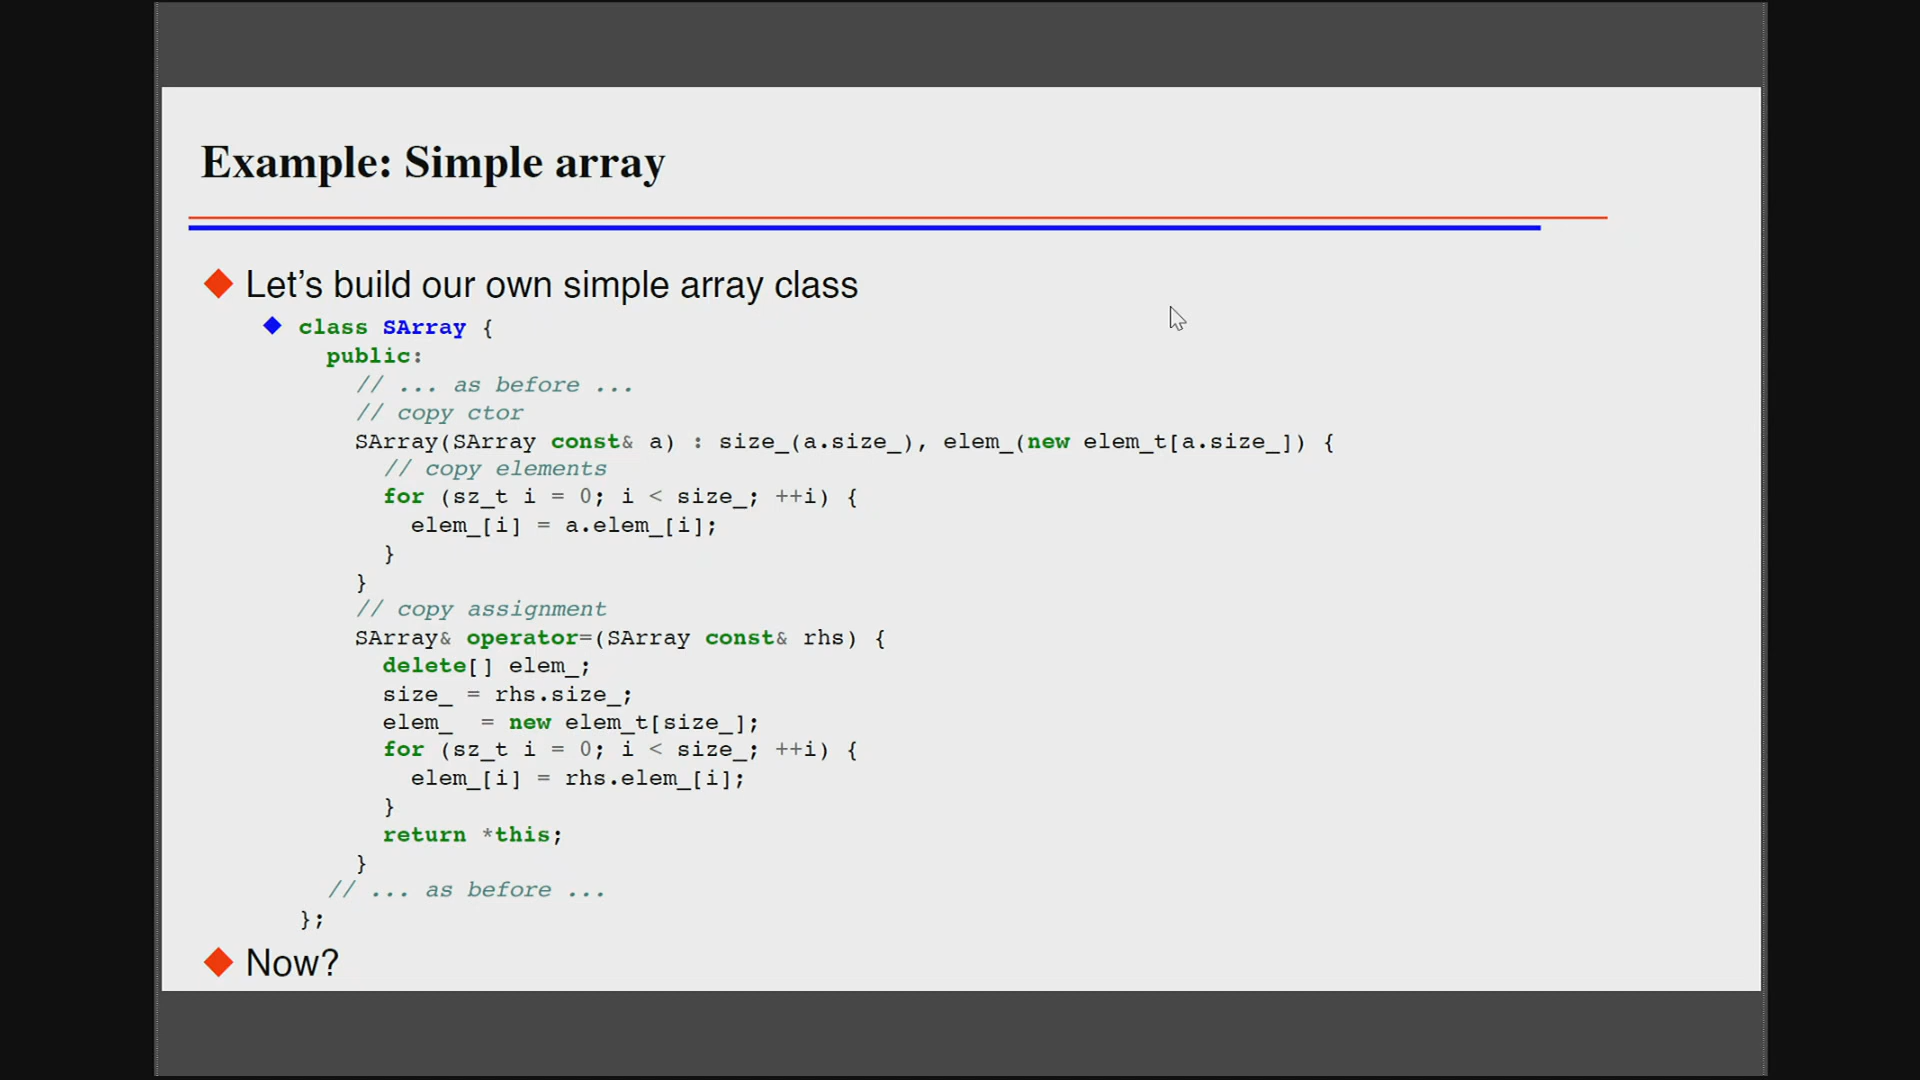 Example: Simple array
Let's build our own simple array class
class SArray {
public:
// ... as before ...
// copy ctor
SArray(SArray const& a) : size_(a.size_), elem_(new elem_t[a.size_]) {
// copy elements
for (sz_t i = 0; i < size_; ++i) {
elem_[i] = a.elem_[i];
}
}
// copy assignment
SArray& operator=(SArray const& rhs) {
delete[] elem_;
size_ = rhs.size_;
elem_ = new elem_t[size_];
for (sz_t i = 0; i < size_; ++i) {
elem_[i] = rhs.elem_[i];
}
return *this;
}
// ... as before ...
};
Now?